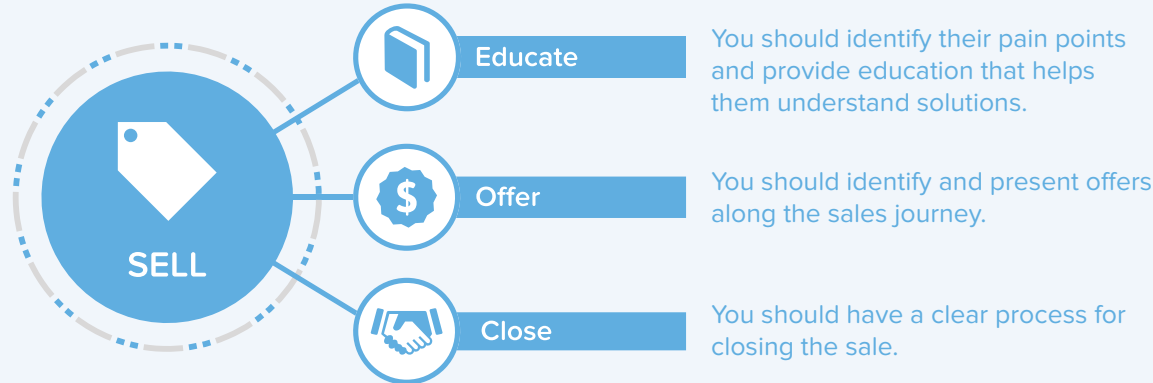 SELL
Educate
You should identify their pain points
and provide education that helps
them understand solutions.
$
Offer
You should identify and present offers
along the sales journey.
Close
You should have a clear process for
closing the sale.